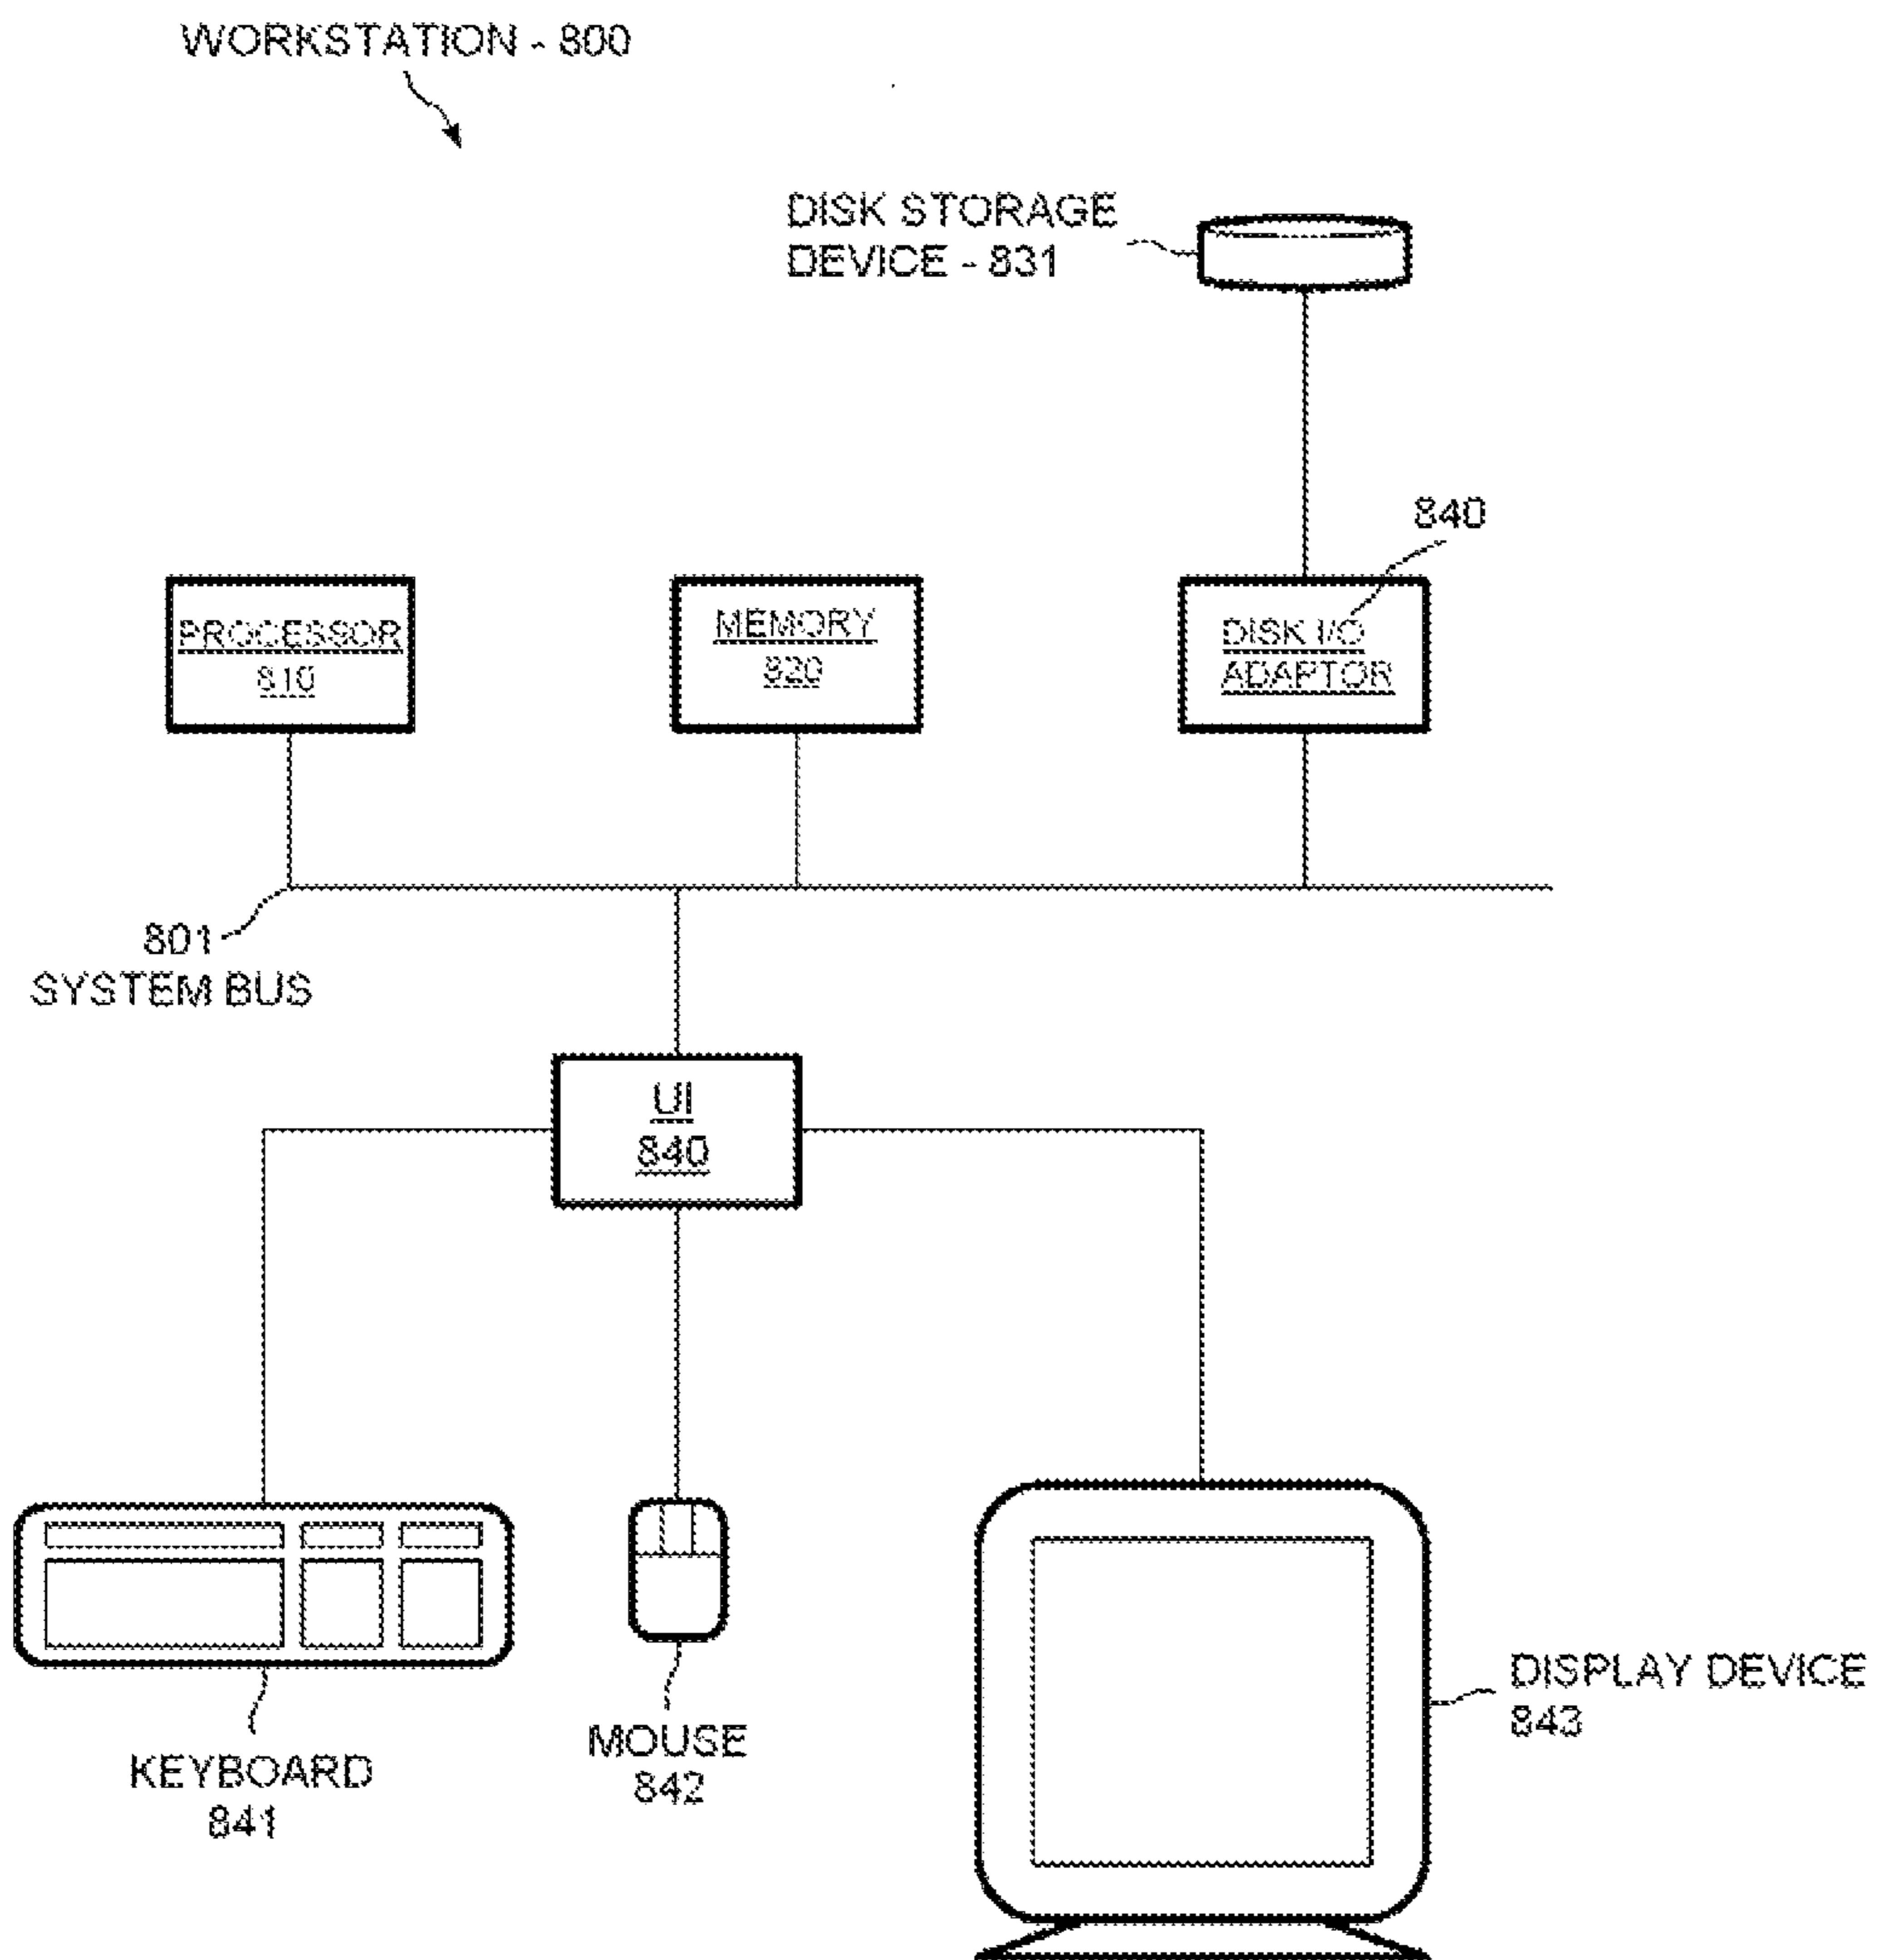 WORKSTATION - 800
DISK STORAGE
DEVICE - 831
840
PROCESSOR
810
MEMORY
820
DISK I/O
ADAPTOR
801
SYSTEM BUS
UI
840
KEYBOARD
841
MOUSE
842
DISPLAY DEVICE
843